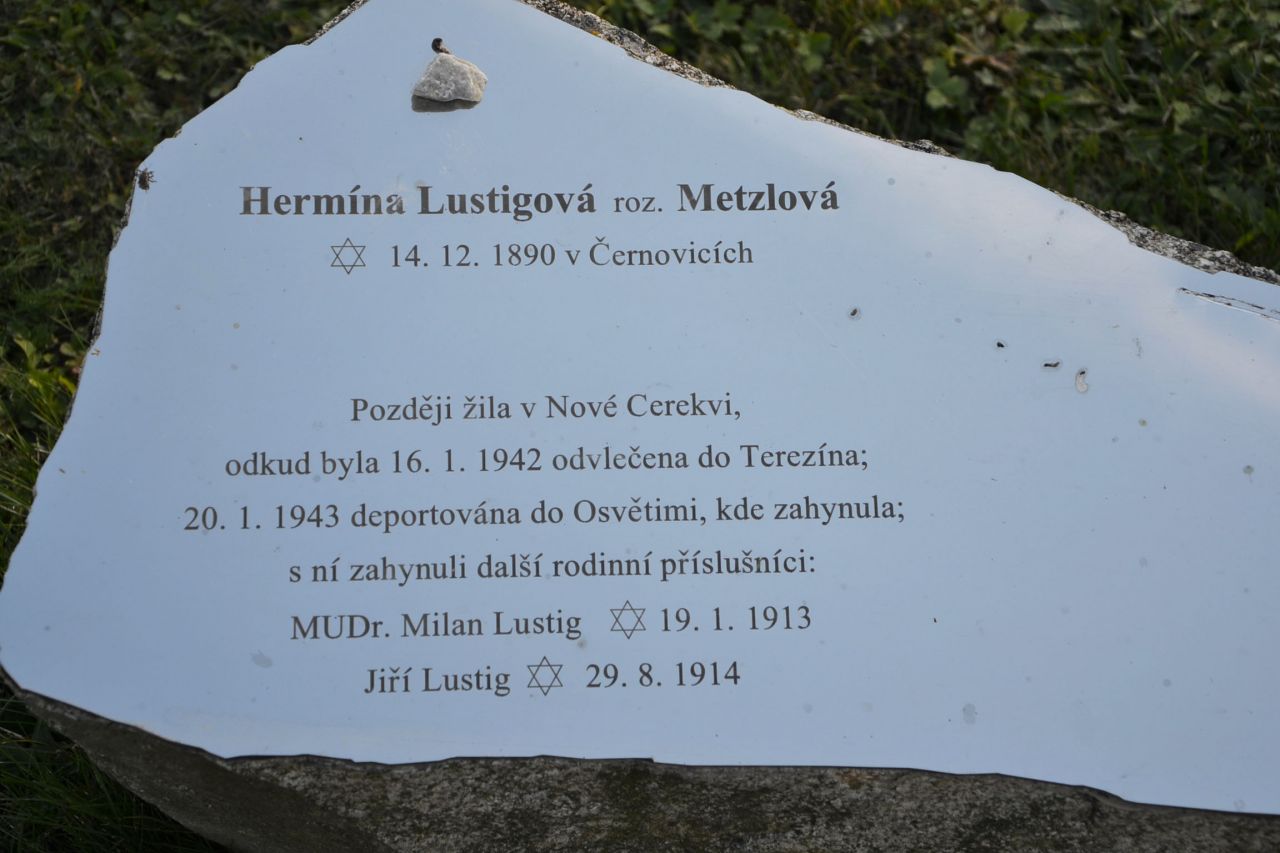 Hermína Lustigová roz. Metzlová
✡ 14. 12. 1890 v Černovicích
Později žila v Nové Cerekvi,
odkud byla 16. 1. 1942 odvlečena do Terezína;
20. 1. 1943 deportována do Osvětimi, kde zahynula;
s ní zahynuli další rodinní příslušníci:
MUDr. Milan Lustig ✡ 19. 1. 1913
Jiří Lustig ✡ 29. 8. 1914